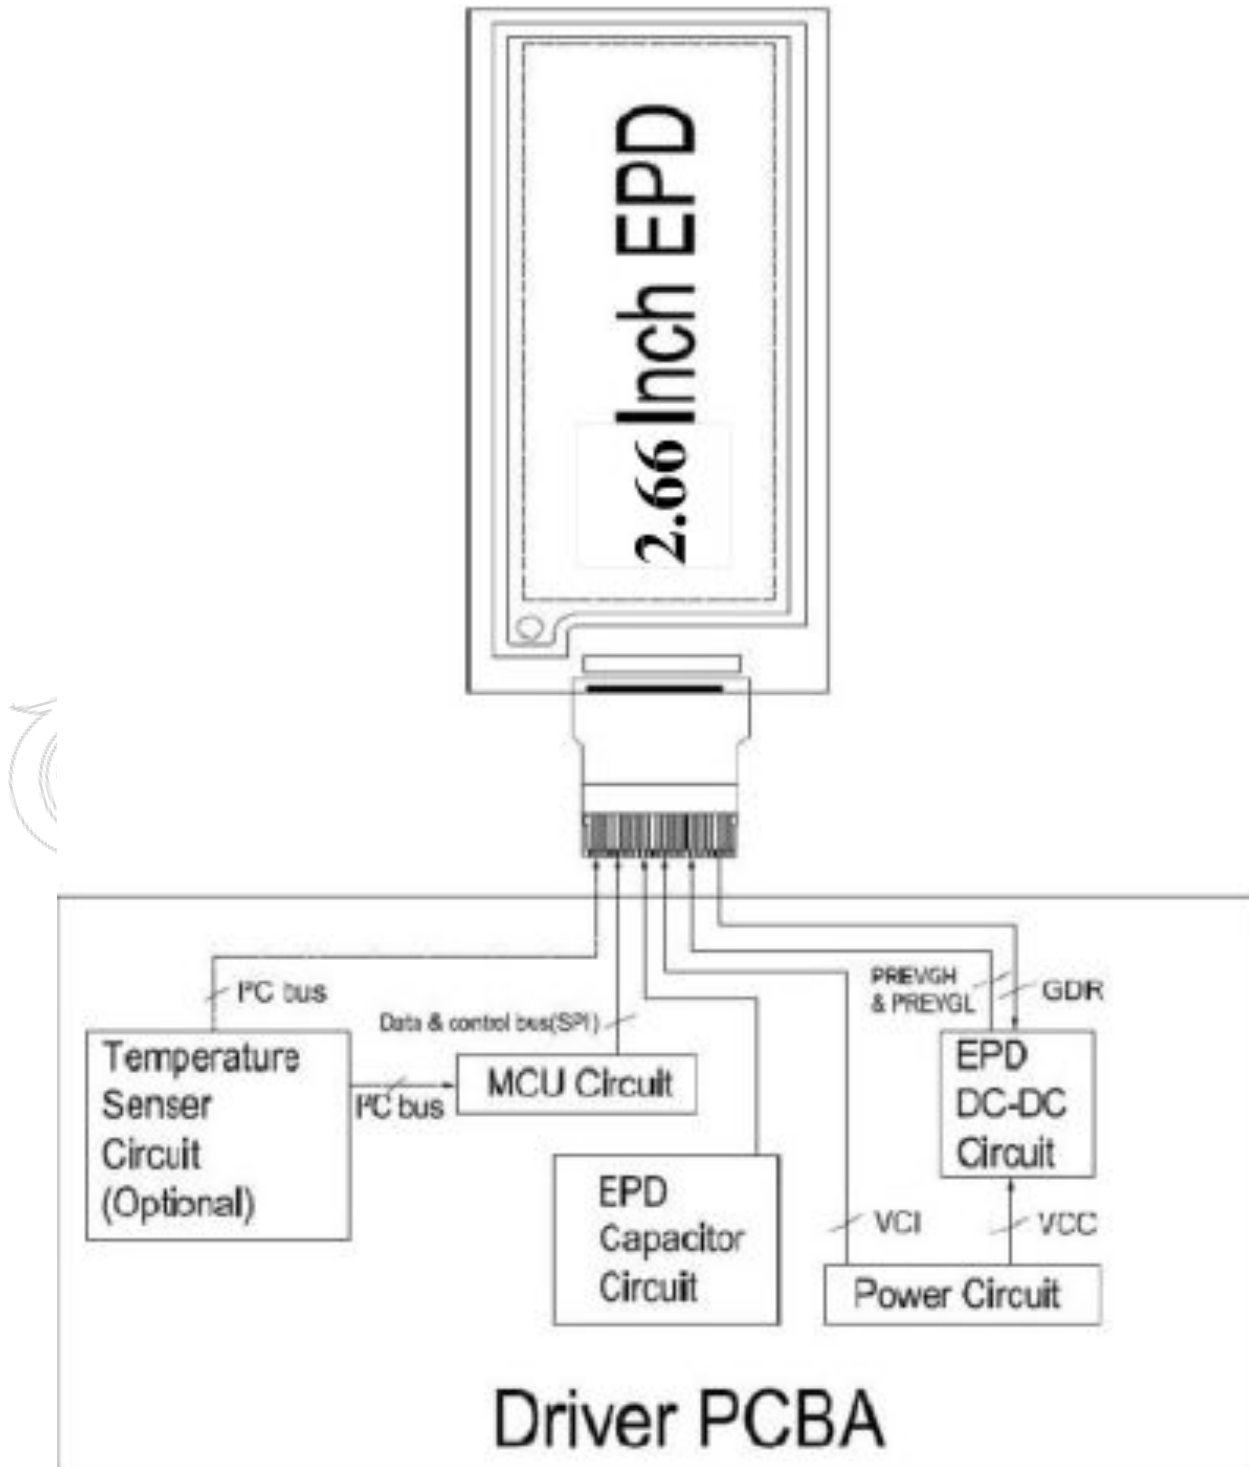 2.66 Inch EPD
I²C bus
PREVGH
& PREVGL
GDR
Data & control bus(SPI)
Temperature
Senser
Circuit
(Optional)
I²C bus
MCU Circuit
EPD
DC-DC
Circuit
EPD
Capacitor
Circuit
VCI
VCC
Power Circuit
Driver PCBA